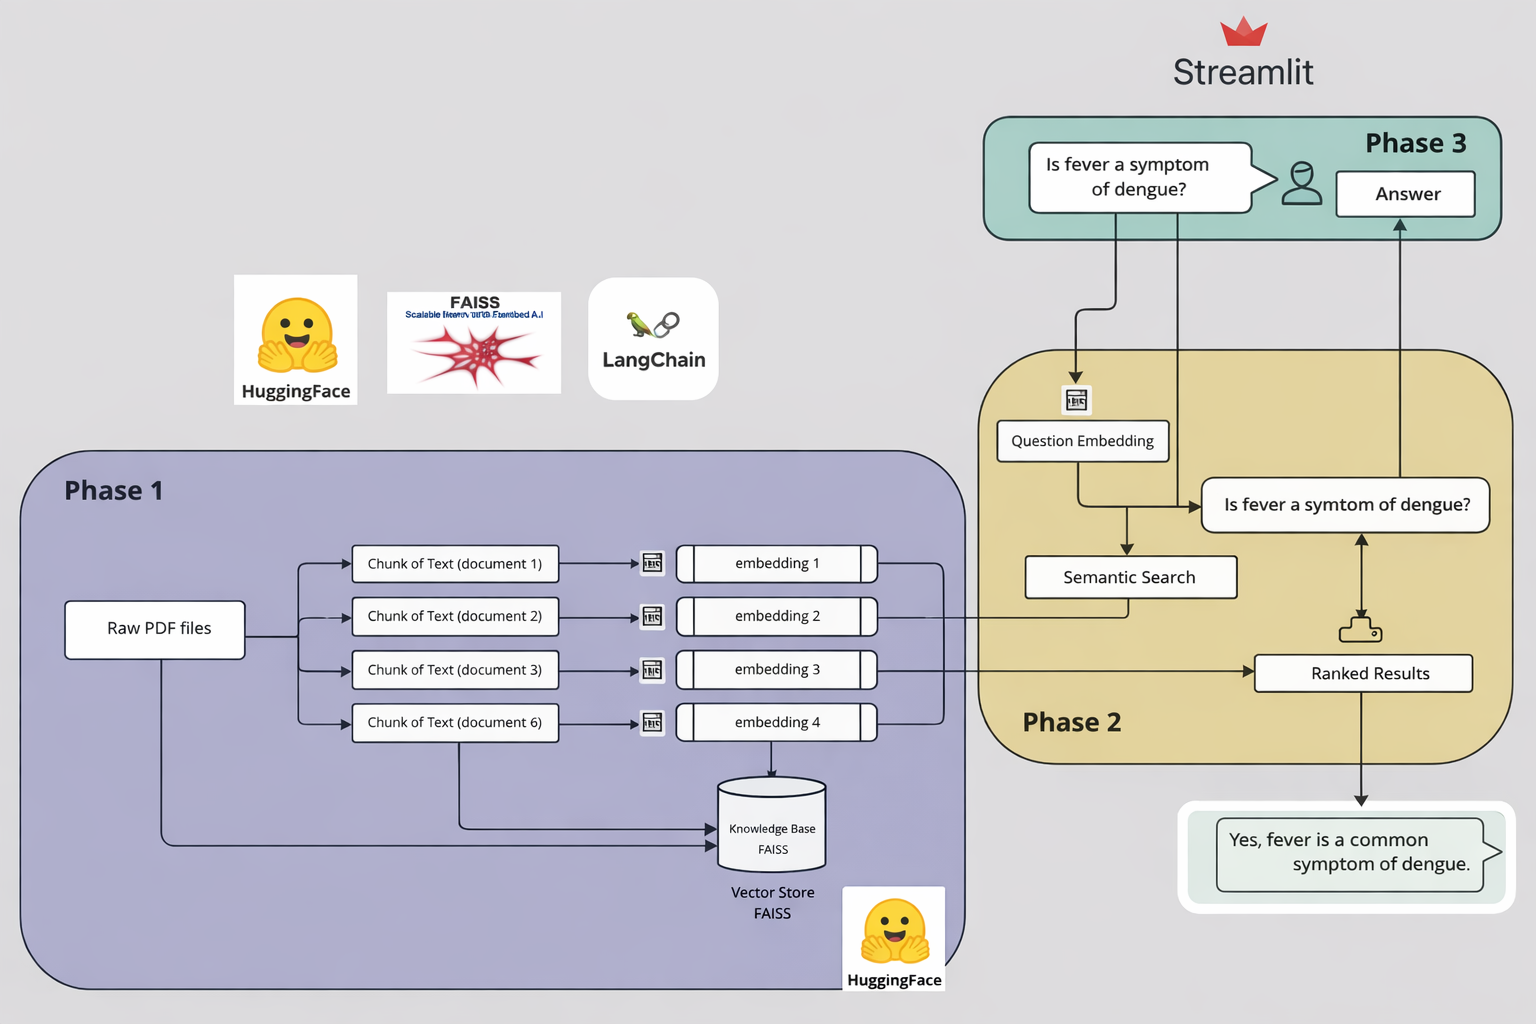 Streamlit
Phase 3
Is fever a symptom
of dengue?
Answer
HuggingFace
FAISS
Scalable
A.I
LangChain
Question Embedding
Is fever a symtom of dengue?
Semantic Search
Ranked Results
Phase 2
Phase 1
Raw PDF files
Chunk of Text (document 1)
embedding 1
Chunk of Text (document 2)
embedding 2
Chunk of Text (document 3)
embedding 3
Chunk of Text (document 6)
embedding 4
Knowledge Base
FAISS
Vector Store
FAISS
HuggingFace
Yes, fever is a common
symptom of dengue.